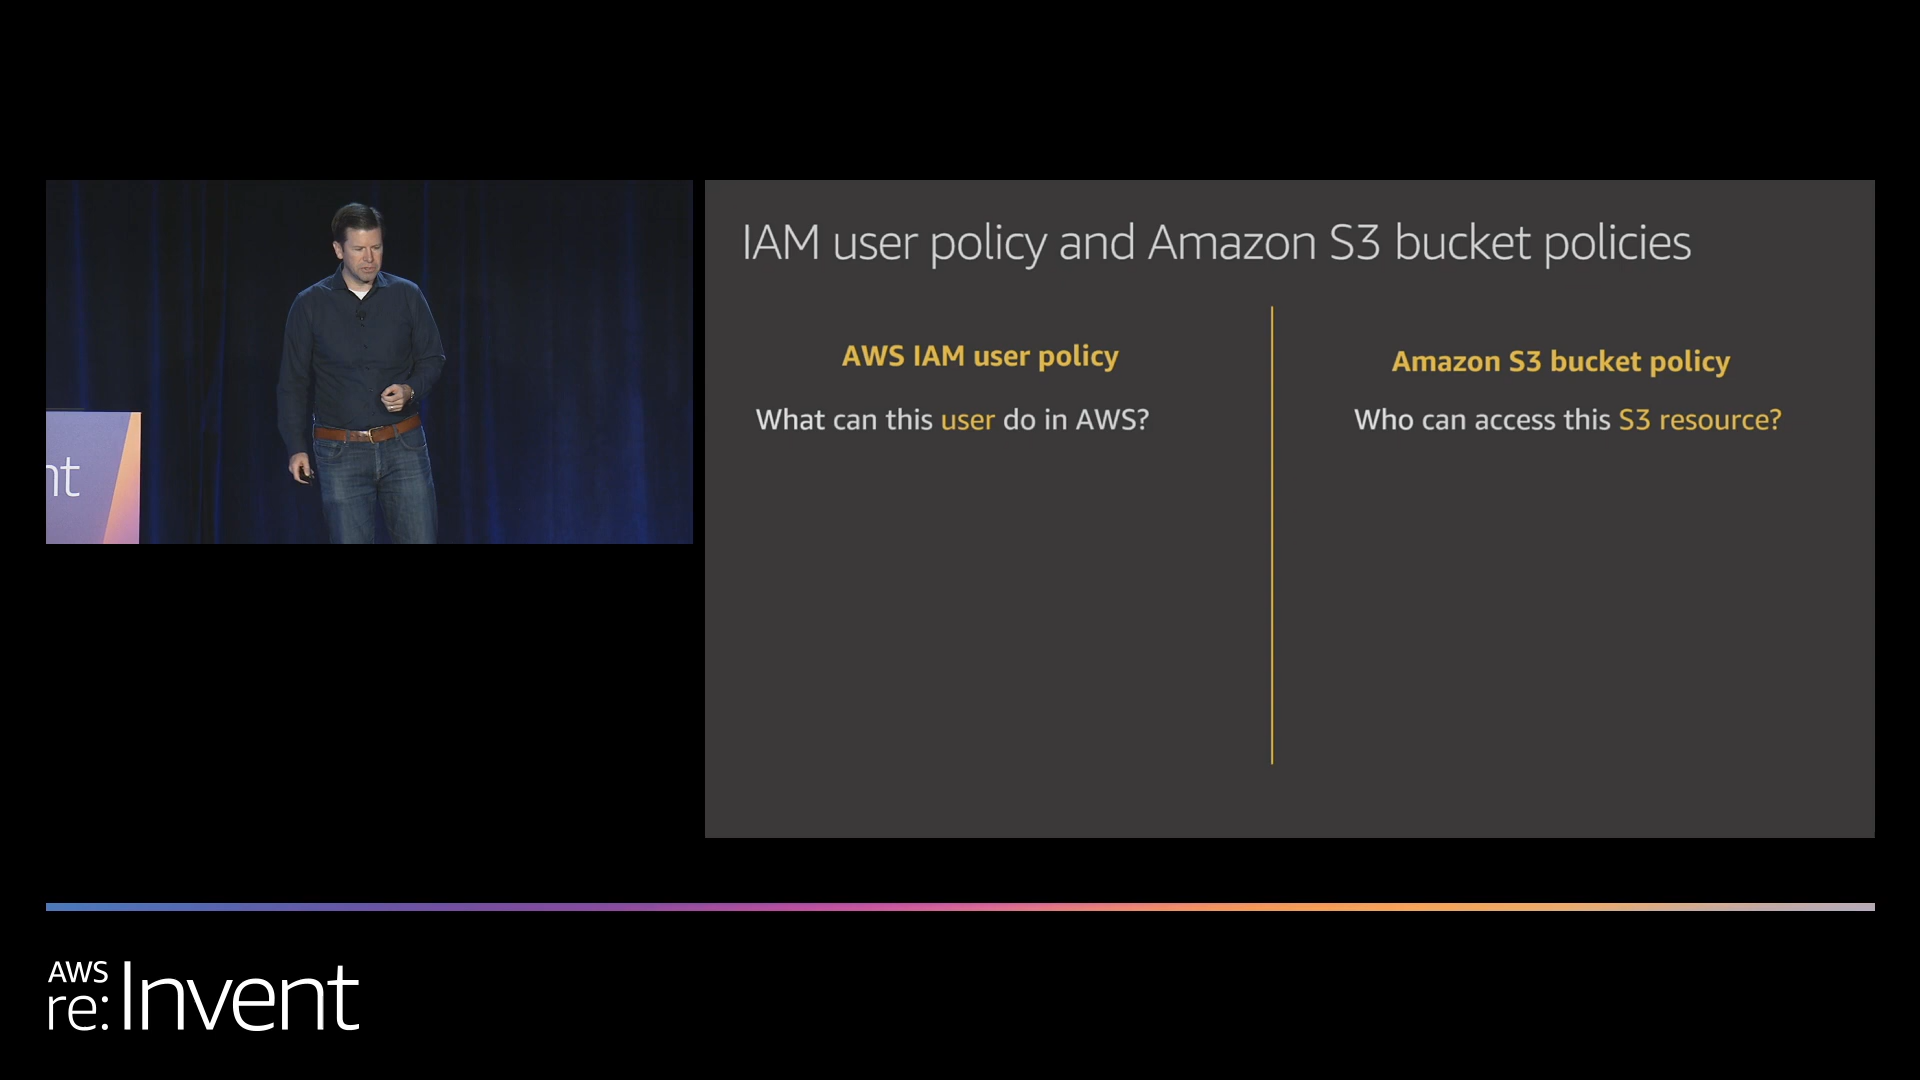 nt
IAM user policy and Amazon S3 bucket policies
AWS IAM user policy
What can this user do in AWS?
Amazon S3 bucket policy
Who can access this S3 resource?
AWS
re:Invent